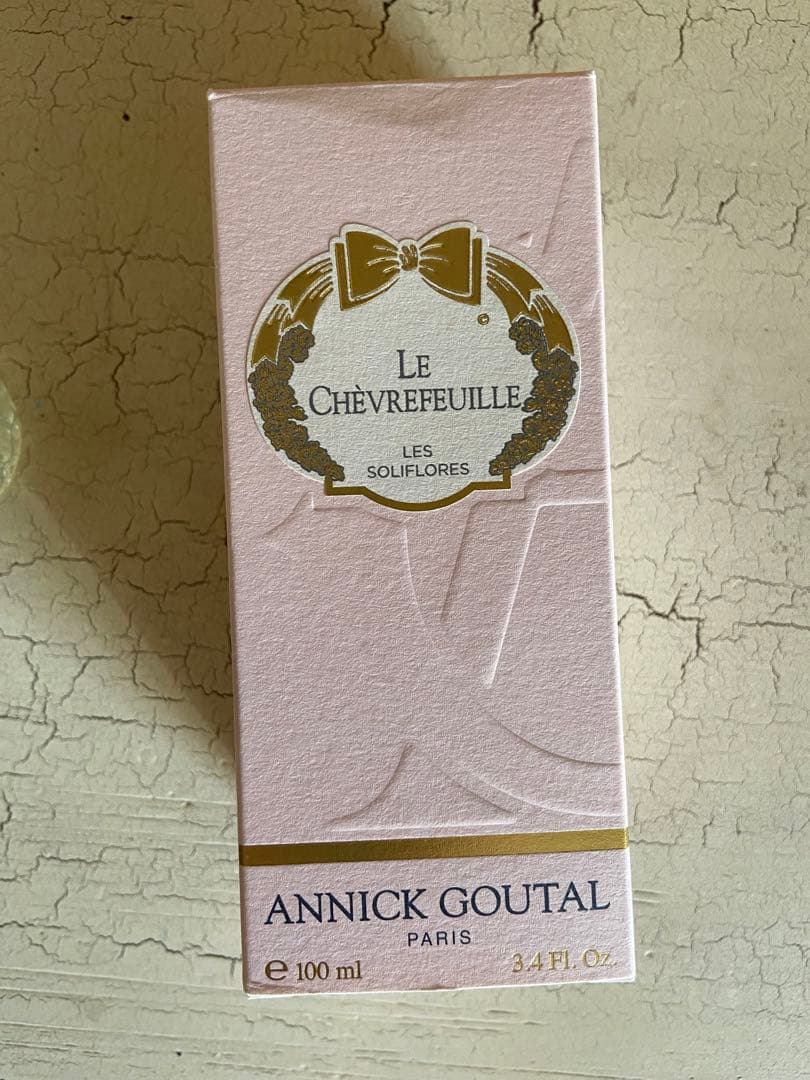 ©
LE
CHÈVREFEUILLE
LES
SOLIFLORES
ANNICK GOUTAL
PARIS
℮ 100 ml
3.4 Fl. Oz.